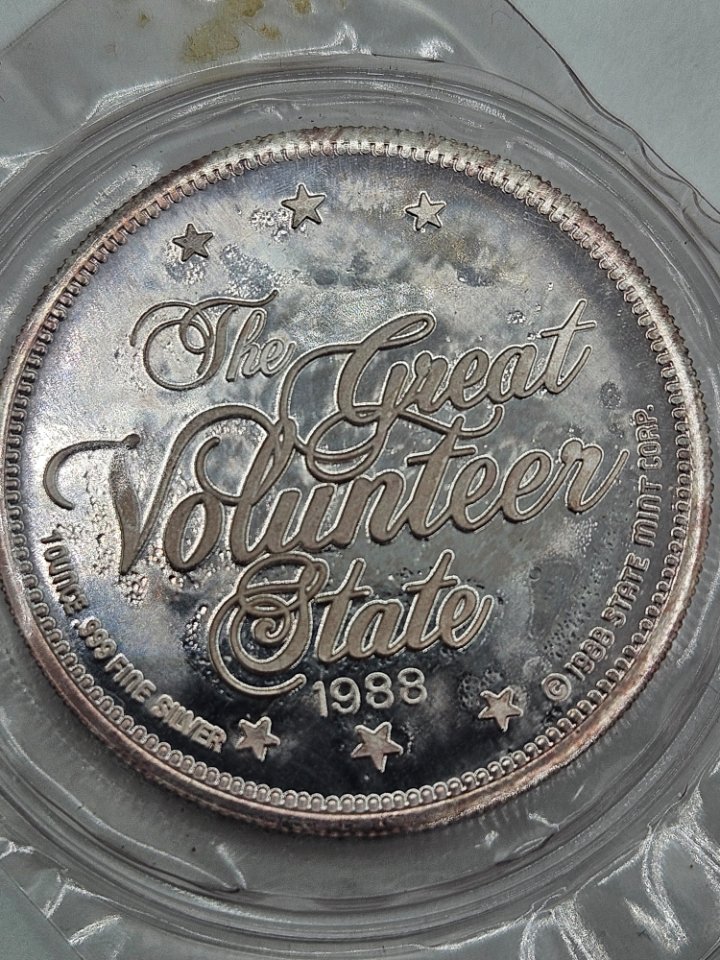 The Great
Volunteer
State
1988
1 OUNCE .999 FINE SILVER
© 1988 STATE MINT CORP.